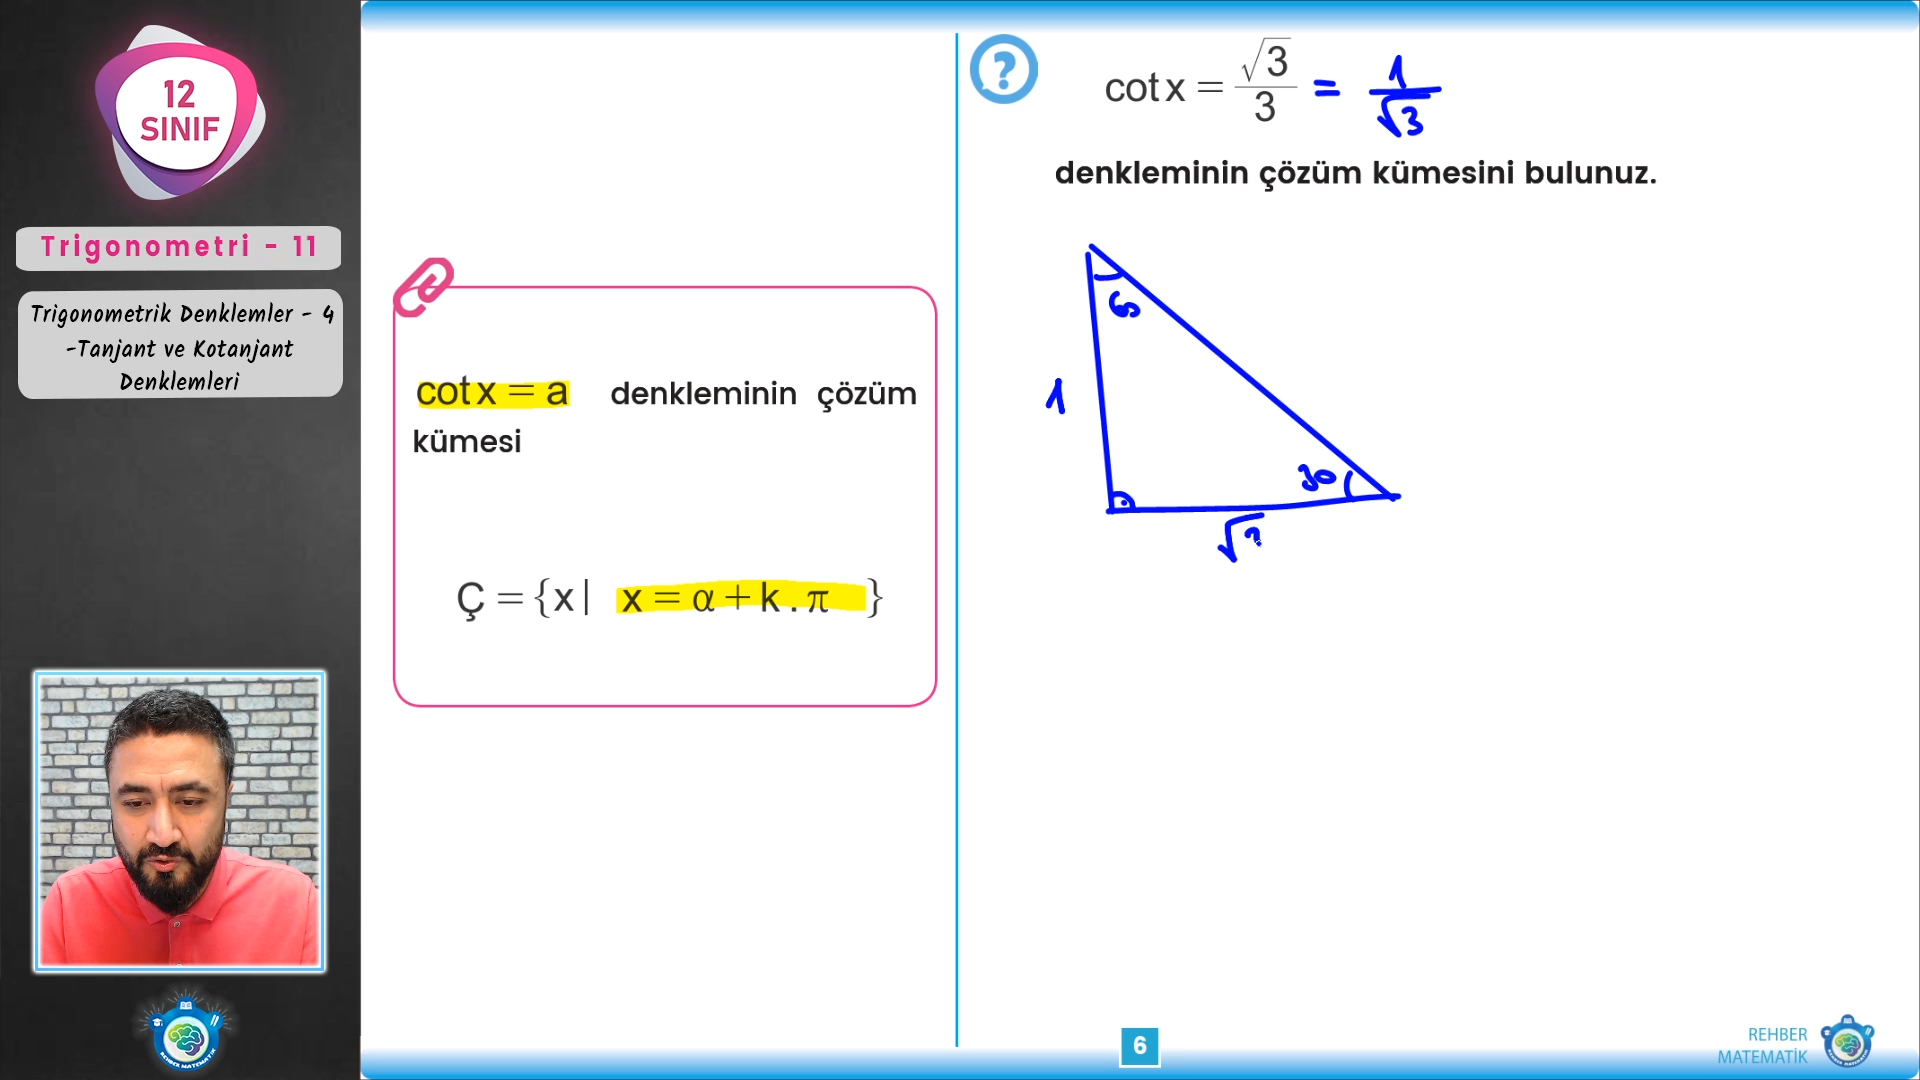 12
SINIF
Trigonometri - 11
Trigonometrik Denklemler - 4
-Tanjant ve Kotanjant
Denklemleri
cot x = a denkleminin çözüm
kümesi
Ç = {x| x = α + k . π }
?
cot x = √3/3 = 1/√3
denkleminin çözüm kümesini bulunuz.
60
1
30
6
REHBER
MATEMATİK